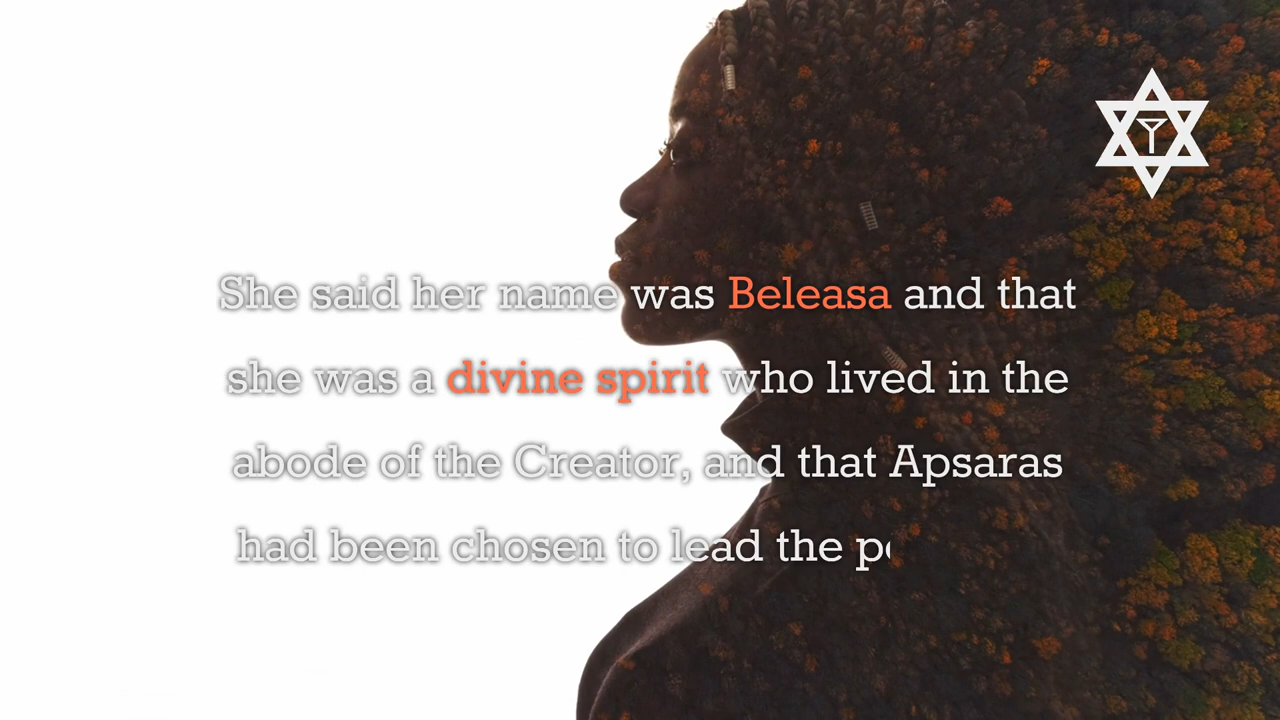 She said her name was Beleasa and that
she was a divine spirit who lived in the
abode of the Creator, and that Apsaras
had been chosen to lead the